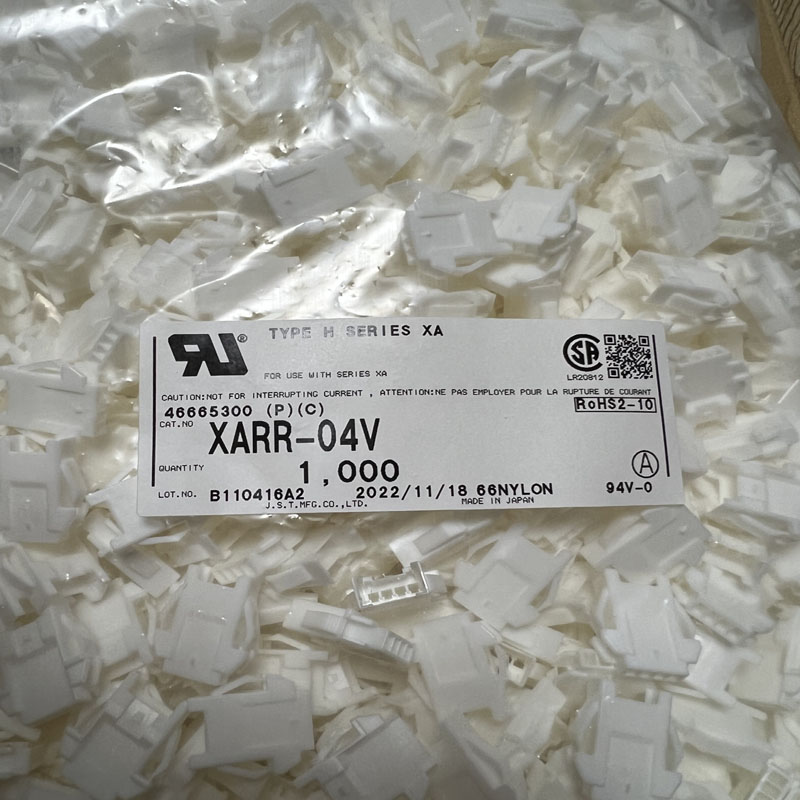 TYPE H SERIES XA
RU®
SA
FOR USE WITH SERIES XA
LR20812
CAUTION:NOT FOR INTERRUPTING CURRENT , ATTENTION:NE PAS EMPLOYER POUR LA RUPTURE DE COURANT
46665300 (P)(C)
RoHS2-10
CAT.NO
XARR-04V
QUANTITY
1,000
A
LOT.NO. B110416A2 2022/11/18 66NYLON 94V-0
J.S.T.MFG.CO.,LTD. MADE IN JAPAN